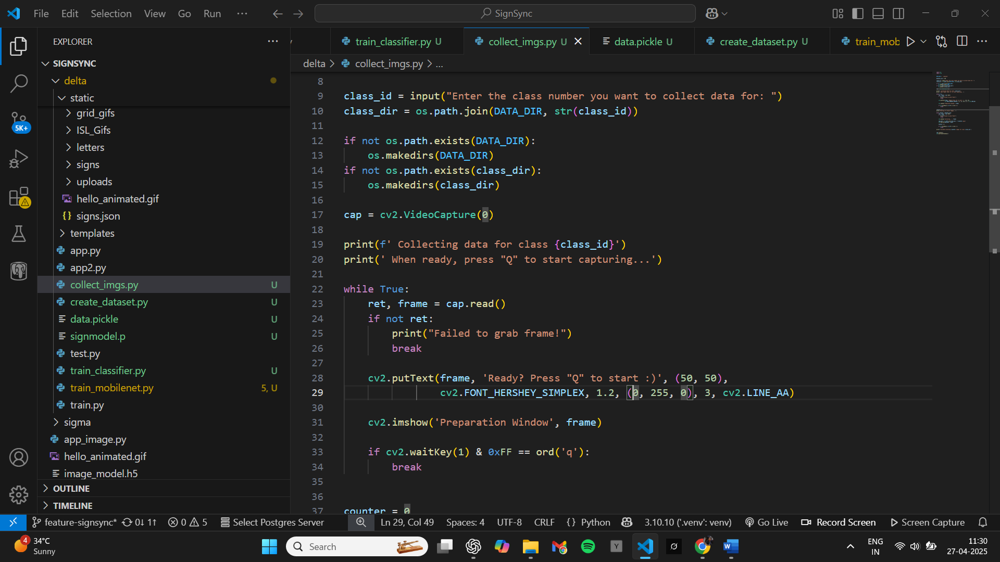 File Edit Selection View Go Run ...
SignSync
EXPLORER
SIGNSYNC
delta
static
grid_gifs
ISL_Gifs
letters
signs
uploads
hello_animated.gif
{} signs.json
templates
app.py
app2.py
collect_imgs.py U
create_dataset.py U
data.pickle U
signmodel.p U
test.py
train_classifier.py U
train_mobilenet.py 5, U
train.py
sigma
app_image.py
hello_animated.gif
image_model.h5
OUTLINE
TIMELINE
5K+
train_classifier.py U
collect_imgs.py U
data.pickle U
create_dataset.py U
train_mob
delta > collect_imgs.py > ...
8
9 class_id = input("Enter the class number you want to collect data for: ")
10 class_dir = os.path.join(DATA_DIR, str(class_id))
11
12 if not os.path.exists(DATA_DIR):
13 os.makedirs(DATA_DIR)
14 if not os.path.exists(class_dir):
15 os.makedirs(class_dir)
16
17 cap = cv2.VideoCapture(0)
18
19 print(f' Collecting data for class {class_id}')
20 print(' When ready, press "Q" to start capturing...')
21
22 while True:
23 ret, frame = cap.read()
24 if not ret:
25 print("Failed to grab frame!")
26 break
27
28 cv2.putText(frame, 'Ready? Press "Q" to start :)', (50, 50),
29 cv2.FONT_HERSHEY_SIMPLEX, 1.2, (0, 255, 0), 3, cv2.LINE_AA)
30
31 cv2.imshow('Preparation Window', frame)
32
33 if cv2.waitKey(1) & 0xFF == ord('q'):
34 break
35
36
37 counter = 0
feature-signsync* 0↓ 1↑ 0 5 Select Postgres Server Ln 29, Col 49 Spaces: 4 UTF-8 CRLF {} Python 3.10.10 ('.venv': venv) Go Live Record Screen Screen Capture
4
34°C
Sunny
Search
Y
W
ENG
IN
11:30
27-04-2025